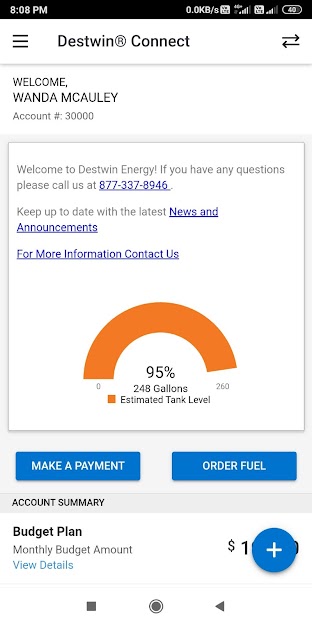 8:08 PM
0.0KB/s
40
Destwin® Connect
WELCOME,
WANDA MCAULEY
Account #: 30000
Welcome to Destwin Energy! If you have any questions
please call us at 877-337-8946 .
Keep up to date with the latest News and
Announcements
For More Information Contact Us
95%
0 248 Gallons 260
Estimated Tank Level
MAKE A PAYMENT ORDER FUEL
ACCOUNT SUMMARY
Budget Plan
Monthly Budget Amount $
View Details